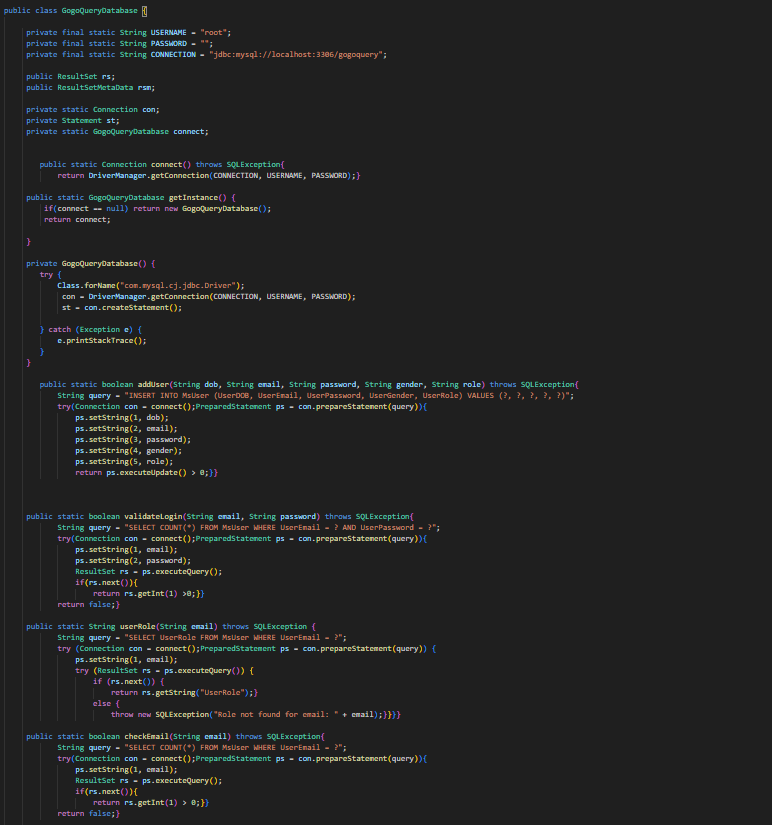 public class GogoQueryDatabase {
private final static String USERNAME = "root";
private final static String PASSWORD = "";
private final static String CONNECTION = "jdbc:mysql://localhost:3306/gogoquery";
public ResultSet rs;
public ResultSetMetaData rsm;
private static Connection con;
private Statement st;
private static GogoQueryDatabase connect;
public static Connection connect() throws SQLException{
return DriverManager.getConnection(CONNECTION, USERNAME, PASSWORD);}
public static GogoQueryDatabase getInstance() {
if(connect == null) return new GogoQueryDatabase();
return connect;
}
private GogoQueryDatabase() {
try {
Class.forName("com.mysql.cj.jdbc.Driver");
con = DriverManager.getConnection(CONNECTION, USERNAME, PASSWORD);
st = con.createStatement();
} catch (Exception e) {
e.printStackTrace();
}
}
public static boolean addUser(String dob, String email, String password, String gender, String role) throws SQLException{
String query = "INSERT INTO MsUser (UserDOB, UserEmail, UserPassword, UserGender, UserRole) VALUES (?, ?, ?, ?, ?)";
try(Connection con = connect();PreparedStatement ps = con.prepareStatement(query)){
ps.setString(1, dob);
ps.setString(2, email);
ps.setString(3, password);
ps.setString(4, gender);
ps.setString(5, role);
return ps.executeUpdate() > 0;}}
public static boolean validateLogin(String email, String password) throws SQLException{
String query = "SELECT COUNT(*) FROM MsUser WHERE UserEmail = ? AND UserPassword = ?";
try(Connection con = connect();PreparedStatement ps = con.prepareStatement(query)){
ps.setString(1, email);
ps.setString(2, password);
ResultSet rs = ps.executeQuery();
if(rs.next()){
return rs.getInt(1) >0;}}
return false;}
public static String userRole(String email) throws SQLException {
String query = "SELECT UserRole FROM MsUser WHERE UserEmail = ?";
try (Connection con = connect();PreparedStatement ps = con.prepareStatement(query)) {
ps.setString(1, email);
try (ResultSet rs = ps.executeQuery()) {
if (rs.next()) {
return rs.getString("UserRole");}
else {
throw new SQLException("Role not found for email: " + email);}}}}
public static boolean checkEmail(String email) throws SQLException{
String query = "SELECT COUNT(*) FROM MsUser WHERE UserEmail = ?";
try(Connection con = connect();PreparedStatement ps = con.prepareStatement(query)){
ps.setString(1, email);
ResultSet rs = ps.executeQuery();
if(rs.next()){
return rs.getInt(1) > 0;}}
return false;}